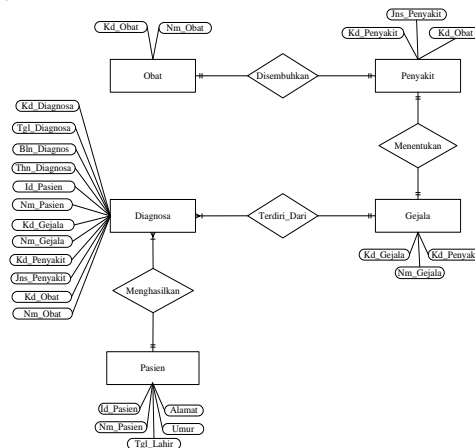 Jns_Penyakit
Kd_Obat
Nm_Obat
Kd_Penyakit
Kd_Obat
Obat
Disembuhkan
Penyakit
Kd_Diagnosa
Tgl_Diagnosa
Bln_Diagnos
Thn_Diagnosa
Id_Pasien
Nm_Pasien
Kd_Gejala
Nm_Gejala
Kd_Penyakit
Jns_Penyakit
Kd_Obat
Nm_Obat
Menentukan
Diagnosa
Terdiri_Dari
Gejala
Kd_Gejala
Kd_Penyak
Nm_Gejala
Menghasilkan
Pasien
Id_Pasien
Alamat
Nm_Pasien
Umur
Tgl_Lahir